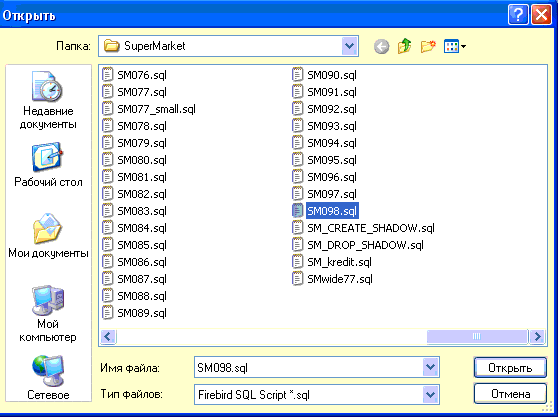 Открыть
Папка:
SuperMarket
Недавние
документы
Рабочий стол
Мои документы
Мой
компьютер
Сетевое
SM076.sql
SM077.sql
SM077_small.sql
SM078.sql
SM079.sql
SM080.sql
SM081.sql
SM082.sql
SM083.sql
SM084.sql
SM085.sql
SM086.sql
SM087.sql
SM088.sql
SM089.sql
SM090.sql
SM091.sql
SM092.sql
SM093.sql
SM094.sql
SM095.sql
SM096.sql
SM097.sql
SM098.sql
SM_CREATE_SHADOW.sql
SM_DROP_SHADOW.sql
SM_kredit.sql
SMwide77.sql
Имя файла:
SM098.sql
Открыть
Тип файлов:
Firebird SQL Script *.sql
Отмена